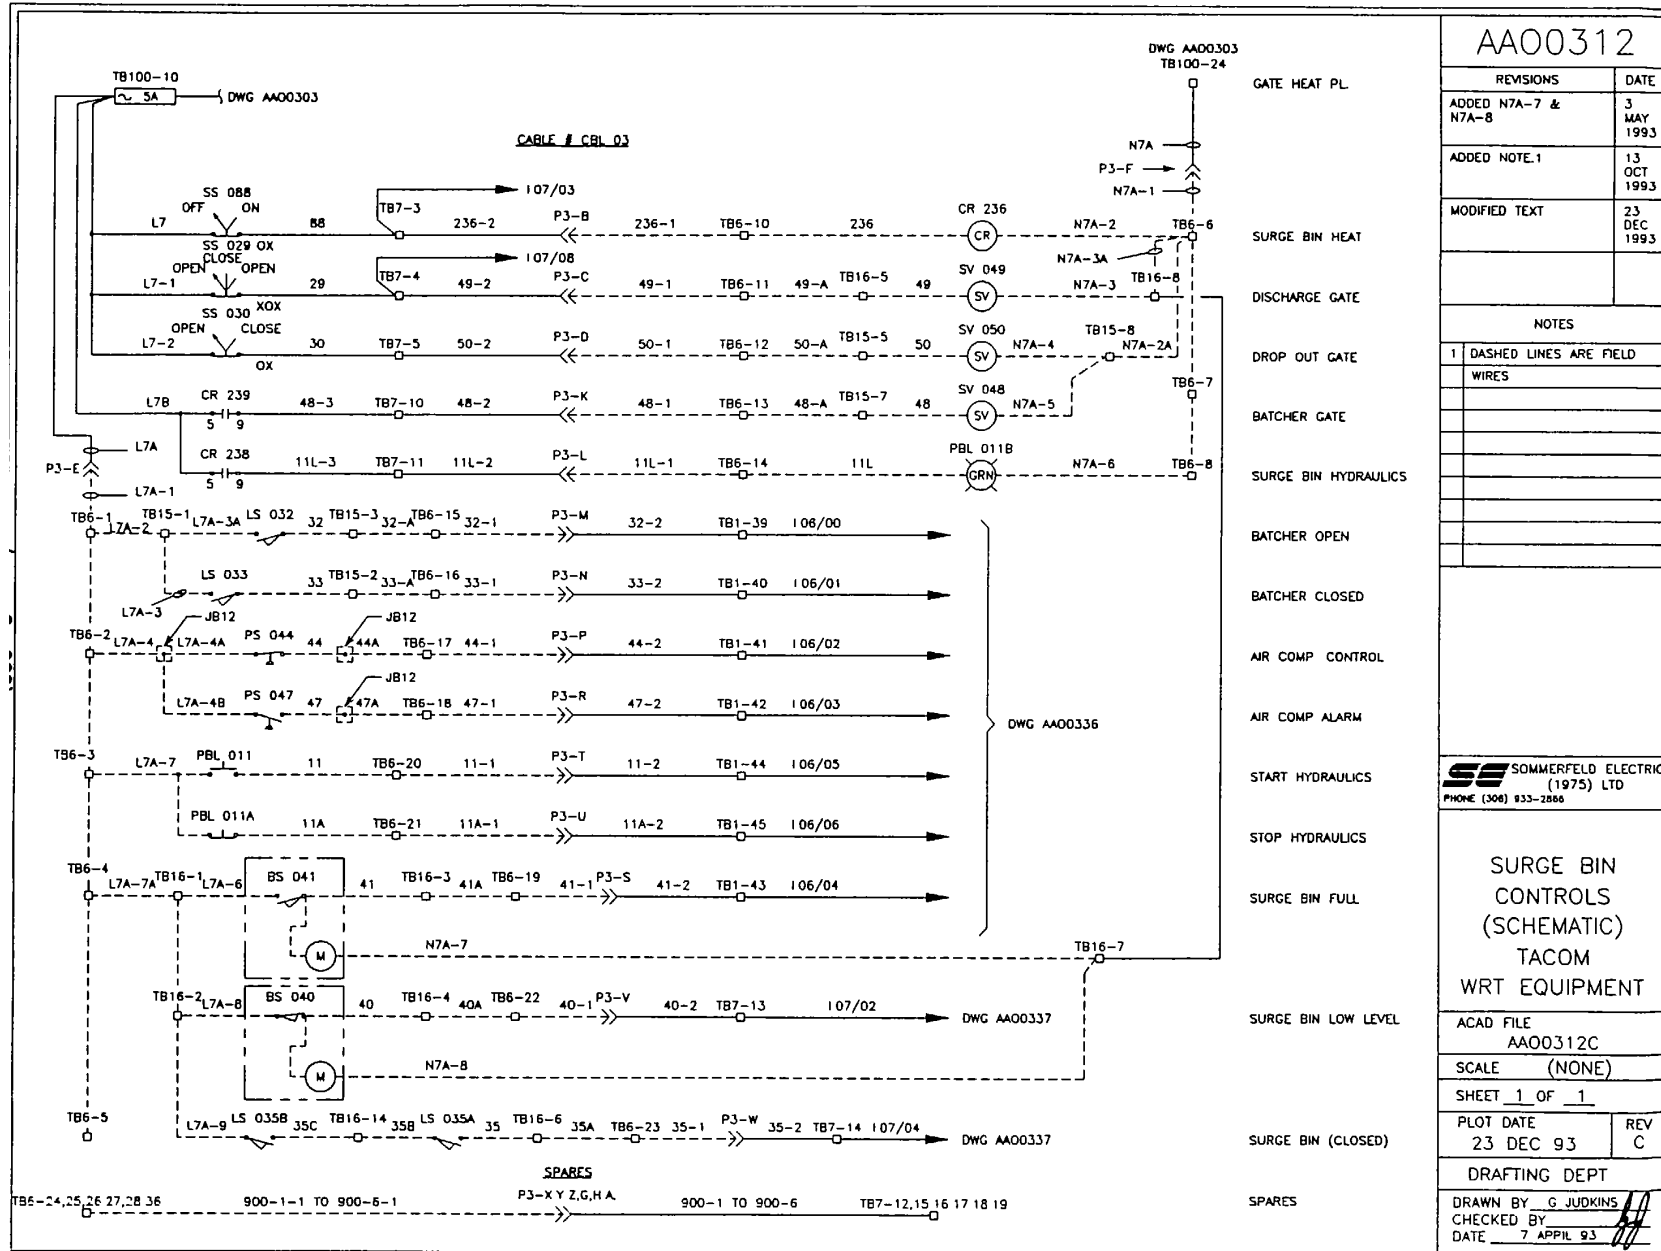 DWG AA00303
TB100-24
GATE HEAT PL.
TB100-10
5A
DWG AA00303
CABLE # CBL 03
N7A
P3-F
N7A-1
I 07/03
SS 088
OFF ON
L7 88 TB7-3 236-2 P3-B 236-1 TB6-10 236 CR 236 CR N7A-2 TB6-6 SURGE BIN HEAT
OX
I 07/08
N7A-3A
SS 029
CLOSE
OPEN OPEN
L7-1 29 TB7-4 49-2 P3-C 49-1 TB6-11 49-A TB16-5 49 SV 049 SV N7A-3 TB16-8 DISCHARGE GATE
XOX
SS 030
OPEN CLOSE
L7-2 30 TB7-5 50-2 P3-D 50-1 TB6-12 50-A TB15-5 50 SV 050 SV N7A-4 TB15-8 N7A-2A DROP OUT GATE
OX
L7B CR 239 48-3 TB7-10 48-2 P3-K 48-1 TB6-13 48-A TB15-7 48 SV 048 SV N7A-5 TB6-7 BATCHER GATE
5 9
L7A
P3-E
L7A-1
CR 238 11L-3 TB7-11 11L-2 P3-L 11L-1 TB6-14 11L PBL 011B GRN N7A-6 TB6-8 SURGE BIN HYDRAULICS
5 9
TB6-1 L7A-2 TB15-1 L7A-3A LS 032 32 TB15-3 32-A TB6-15 32-1 P3-M 32-2 TB1-39 I 06/00 BATCHER OPEN
L7A-3 LS 033 33 TB15-2 33-A TB6-16 33-1 P3-N 33-2 TB1-40 I 06/01 BATCHER CLOSED
JB12 JB12
TB6-2 L7A-4 L7A-4A PS 044 44 44A TB6-17 44-1 P3-P 44-2 TB1-41 I 06/02 AIR COMP CONTROL
JB12
L7A-4B PS 047 47 47A TB6-18 47-1 P3-R 47-2 TB1-42 I 06/03 AIR COMP ALARM
DWG AA00336
TB6-3 L7A-7 PBL 011 11 TB6-20 11-1 P3-T 11-2 TB1-44 I 06/05 START HYDRAULICS
PBL 011A 11A TB6-21 11A-1 P3-U 11A-2 TB1-45 I 06/06 STOP HYDRAULICS
TB6-4 L7A-7A TB16-1 L7A-6 BS 041 41 TB16-3 41A TB6-19 41-1 P3-S 41-2 TB1-43 I 06/04 SURGE BIN FULL
M N7A-7 TB16-7
TB16-2 L7A-8 BS 040 40 TB16-4 40A TB6-22 40-1 P3-V 40-2 TB7-13 I 07/02 DWG AA00337 SURGE BIN LOW LEVEL
M N7A-8
TB6-5 L7A-9 LS 035B 35C TB16-14 35B LS 035A 35 TB16-6 35A TB6-23 35-1 P3-W 35-2 TB7-14 I 07/04 DWG AA00337 SURGE BIN (CLOSED)
SPARES
TB6-24,25,26 27,28 36 900-1-1 TO 900-6-1 P3-X Y Z,G,H A. 900-1 TO 900-6 TB7-12,15 16 17 18 19 SPARES
AA00312
REVISIONS DATE
ADDED N7A-7 & N7A-8 3 MAY 1993
ADDED NOTE.1 13 OCT 1993
MODIFIED TEXT 23 DEC 1993
NOTES
1 DASHED LINES ARE FIELD
WIRES
SE SOMMERFELD ELECTRIC
(1975) LTD
PHONE (306) 933-2866
SURGE BIN
CONTROLS
(SCHEMATIC)
TACOM
WRT EQUIPMENT
ACAD FILE
AA00312C
SCALE (NONE)
SHEET 1 OF 1
PLOT DATE REV
23 DEC 93 C
DRAFTING DEPT
DRAWN BY G JUDKINS
CHECKED BY
DATE 7 APPIL 93